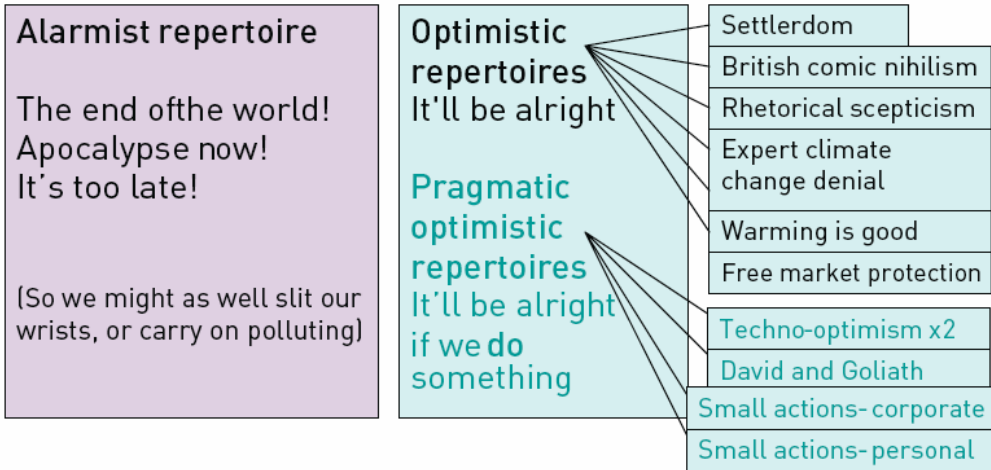 Alarmist repertoire
The end ofthe world!
Apocalypse now!
It's too late!
(So we might as well slit our
wrists, or carry on polluting)
Optimistic
repertoires
It'll be alright
Pragmatic
optimistic
repertoires
It'll be alright
if we do
something
Settlerdom
British comic nihilism
Rhetorical scepticism
Expert climate
change denial
Warming is good
Free market protection
Techno-optimism x2
David and Goliath
Small actions-corporate
Small actions-personal